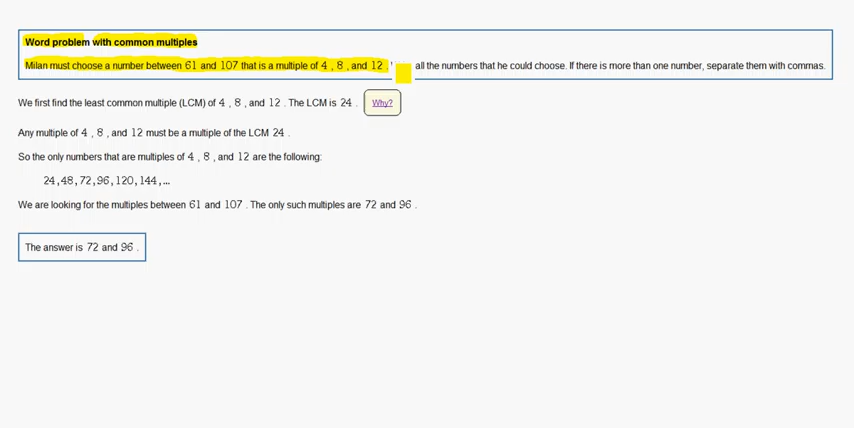 Word problem with common multiples
Milan must choose a number between 61 and 107 that is a multiple of 4 , 8 , and 12 . all the numbers that he could choose. If there is more than one number, separate them with commas.
We first find the least common multiple (LCM) of 4 , 8 , and 12 . The LCM is 24 . Why?
Any multiple of 4 , 8 , and 12 must be a multiple of the LCM 24 .
So the only numbers that are multiples of 4 , 8 , and 12 are the following:
24,48,72,96,120,144,...
We are looking for the multiples between 61 and 107 . The only such multiples are 72 and 96 .
The answer is 72 and 96 .